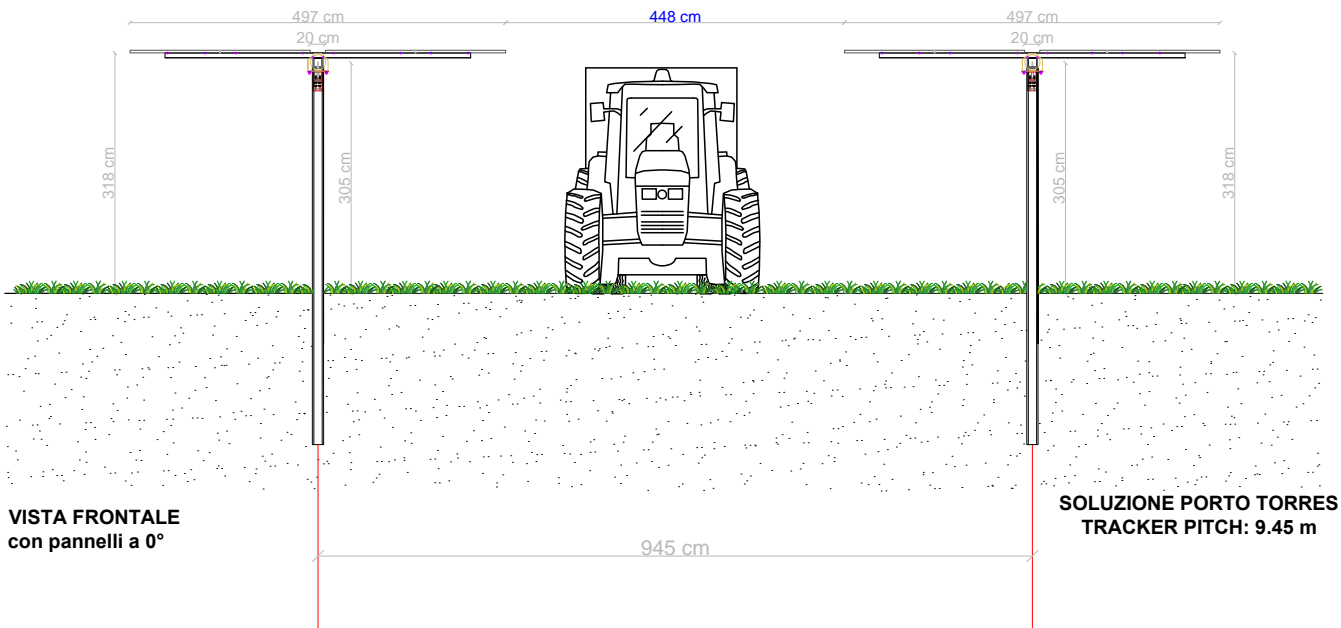 497 cm
448 cm
497 cm
20 cm
20 cm
318 cm
305 cm
305 cm
318 cm
VISTA FRONTALE
con pannelli a 0°
SOLUZIONE PORTO TORRES
TRACKER PITCH: 9.45 m
945 cm